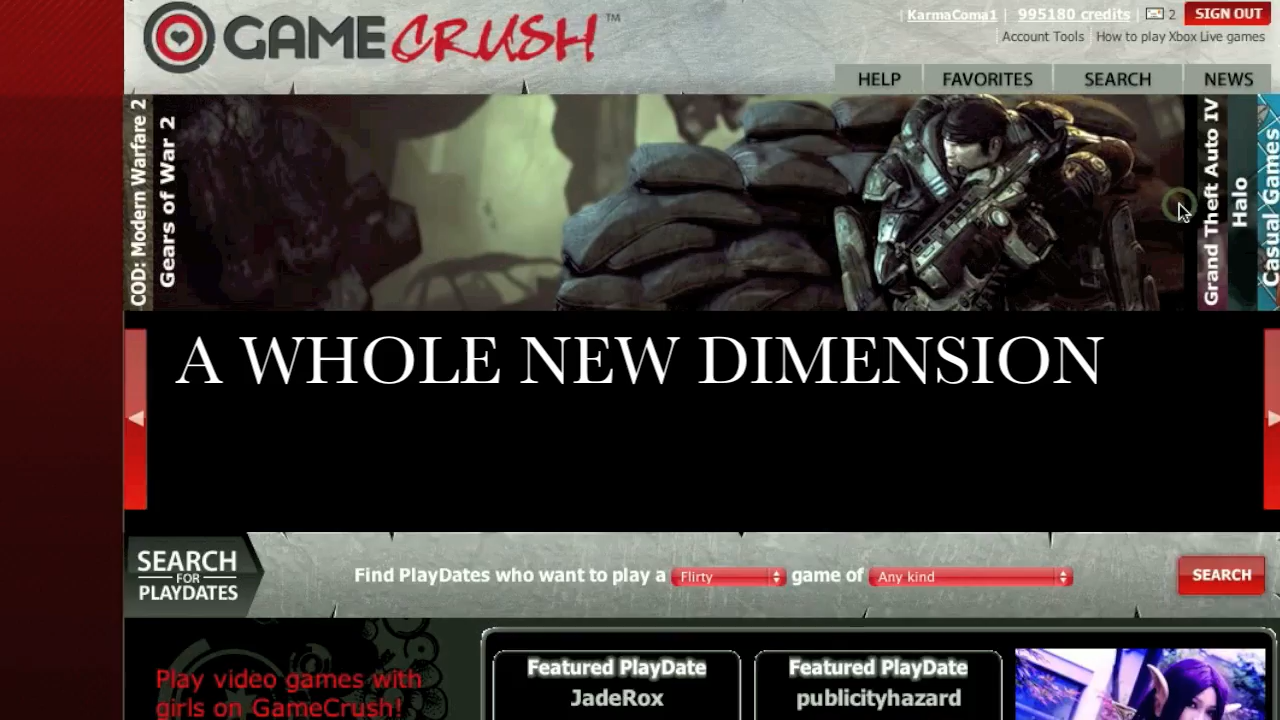 GAMECRUSH™
KarmaComa1 | 995180 credits | 2 SIGN OUT
Account Tools | How to play Xbox Live games
HELP FAVORITES SEARCH NEWS
COD: Modern Warfare 2
Gears of War 2
Grand Theft Auto IV
Halo
Casual Games
A WHOLE NEW DIMENSION
SEARCH
FOR
PLAYDATES
Find PlayDates who want to play a Flirty game of Any kind SEARCH
Play video games with
girls on GameCrush!
Featured PlayDate
JadeRox
Featured PlayDate
publicityhazard